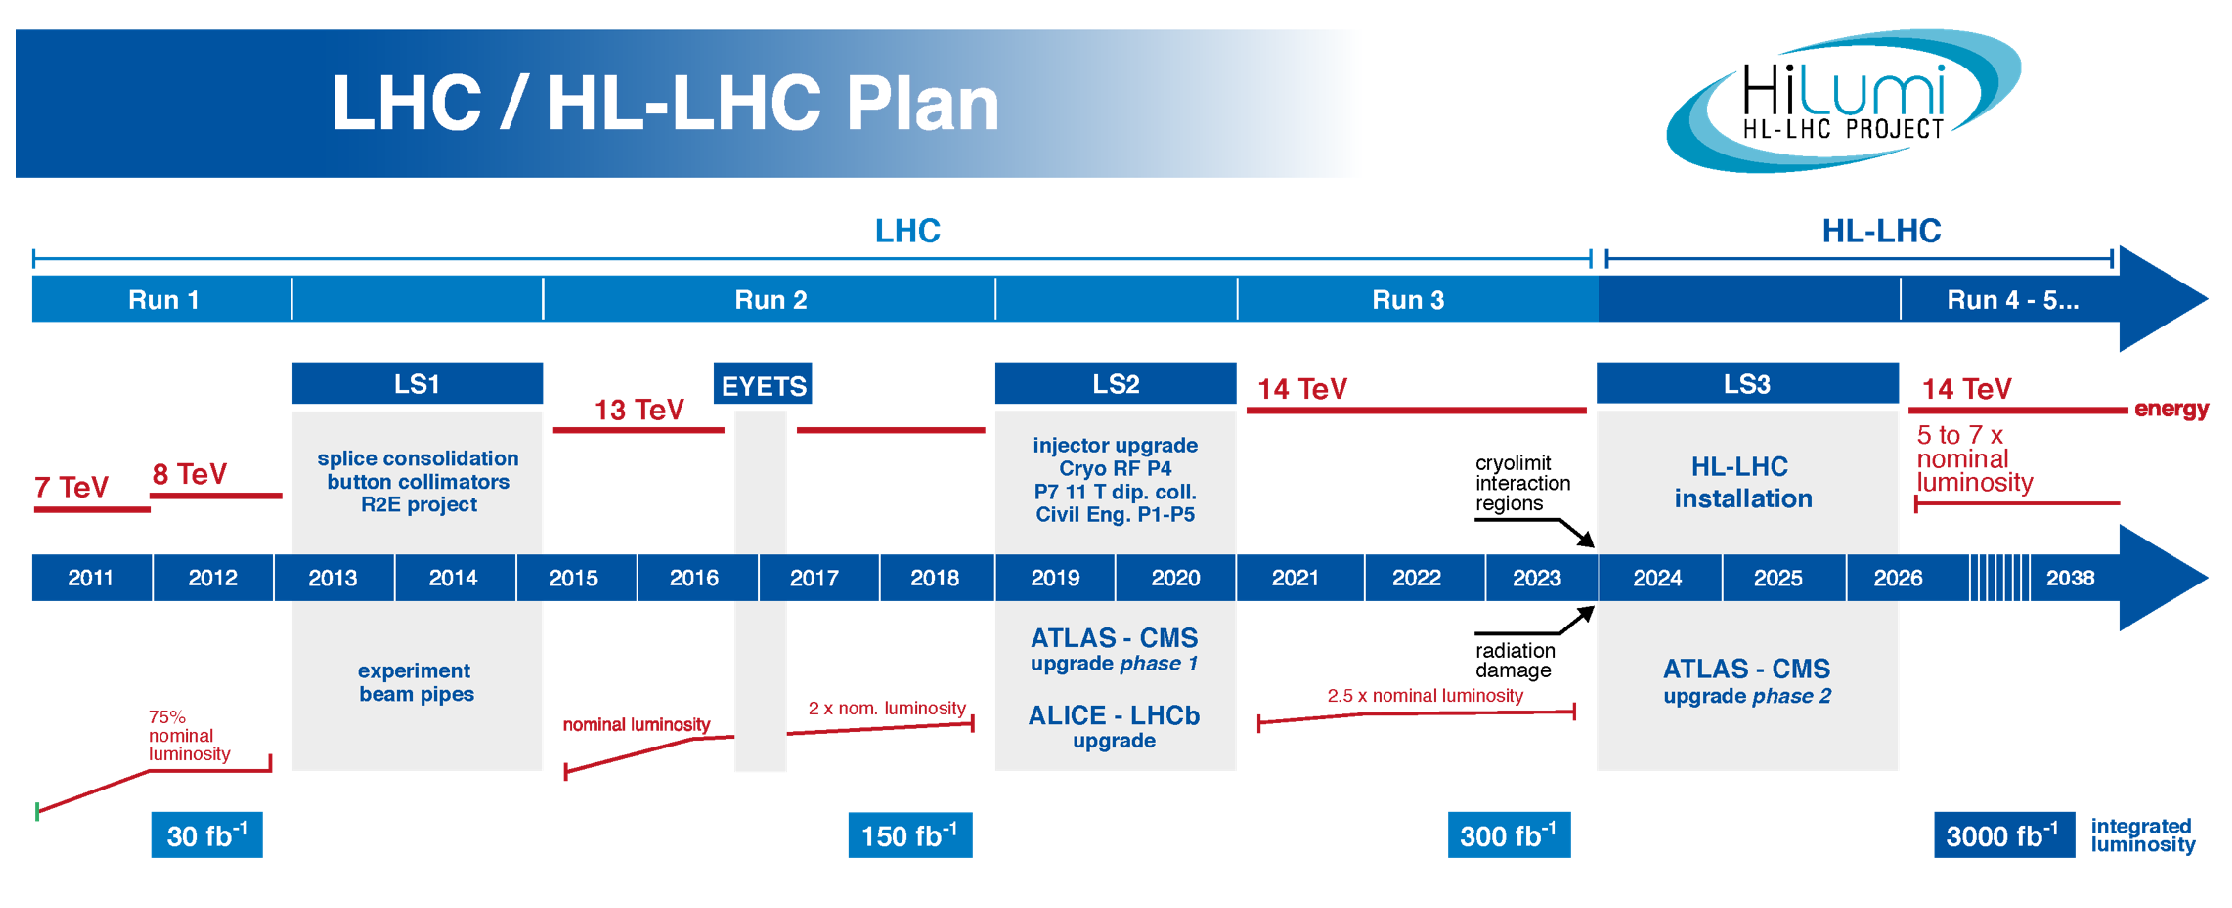 LHC / HL-LHC Plan
HiLumi
HL-LHC PROJECT
LHC
HL-LHC
Run 1
Run 2
Run 3
Run 4 - 5...
LS1
EYETS
LS2
LS3
7 TeV
8 TeV
13 TeV
14 TeV
14 TeV
energy
splice consolidation
button collimators
R2E project
injector upgrade
Cryo RF P4
P7 11 T dip. coll.
Civil Eng. P1-P5
cryolimit
interaction
regions
HL-LHC
installation
5 to 7 x
nominal
luminosity
2011
2012
2013
2014
2015
2016
2017
2018
2019
2020
2021
2022
2023
2024
2025
2026
2038
experiment
beam pipes
ATLAS - CMS
upgrade phase 1
ALICE - LHCb
upgrade
radiation
damage
ATLAS - CMS
upgrade phase 2
75%
nominal
luminosity
nominal luminosity
2 x nom. luminosity
2.5 x nominal luminosity
30 fb⁻¹
150 fb⁻¹
300 fb⁻¹
3000 fb⁻¹
integrated
luminosity